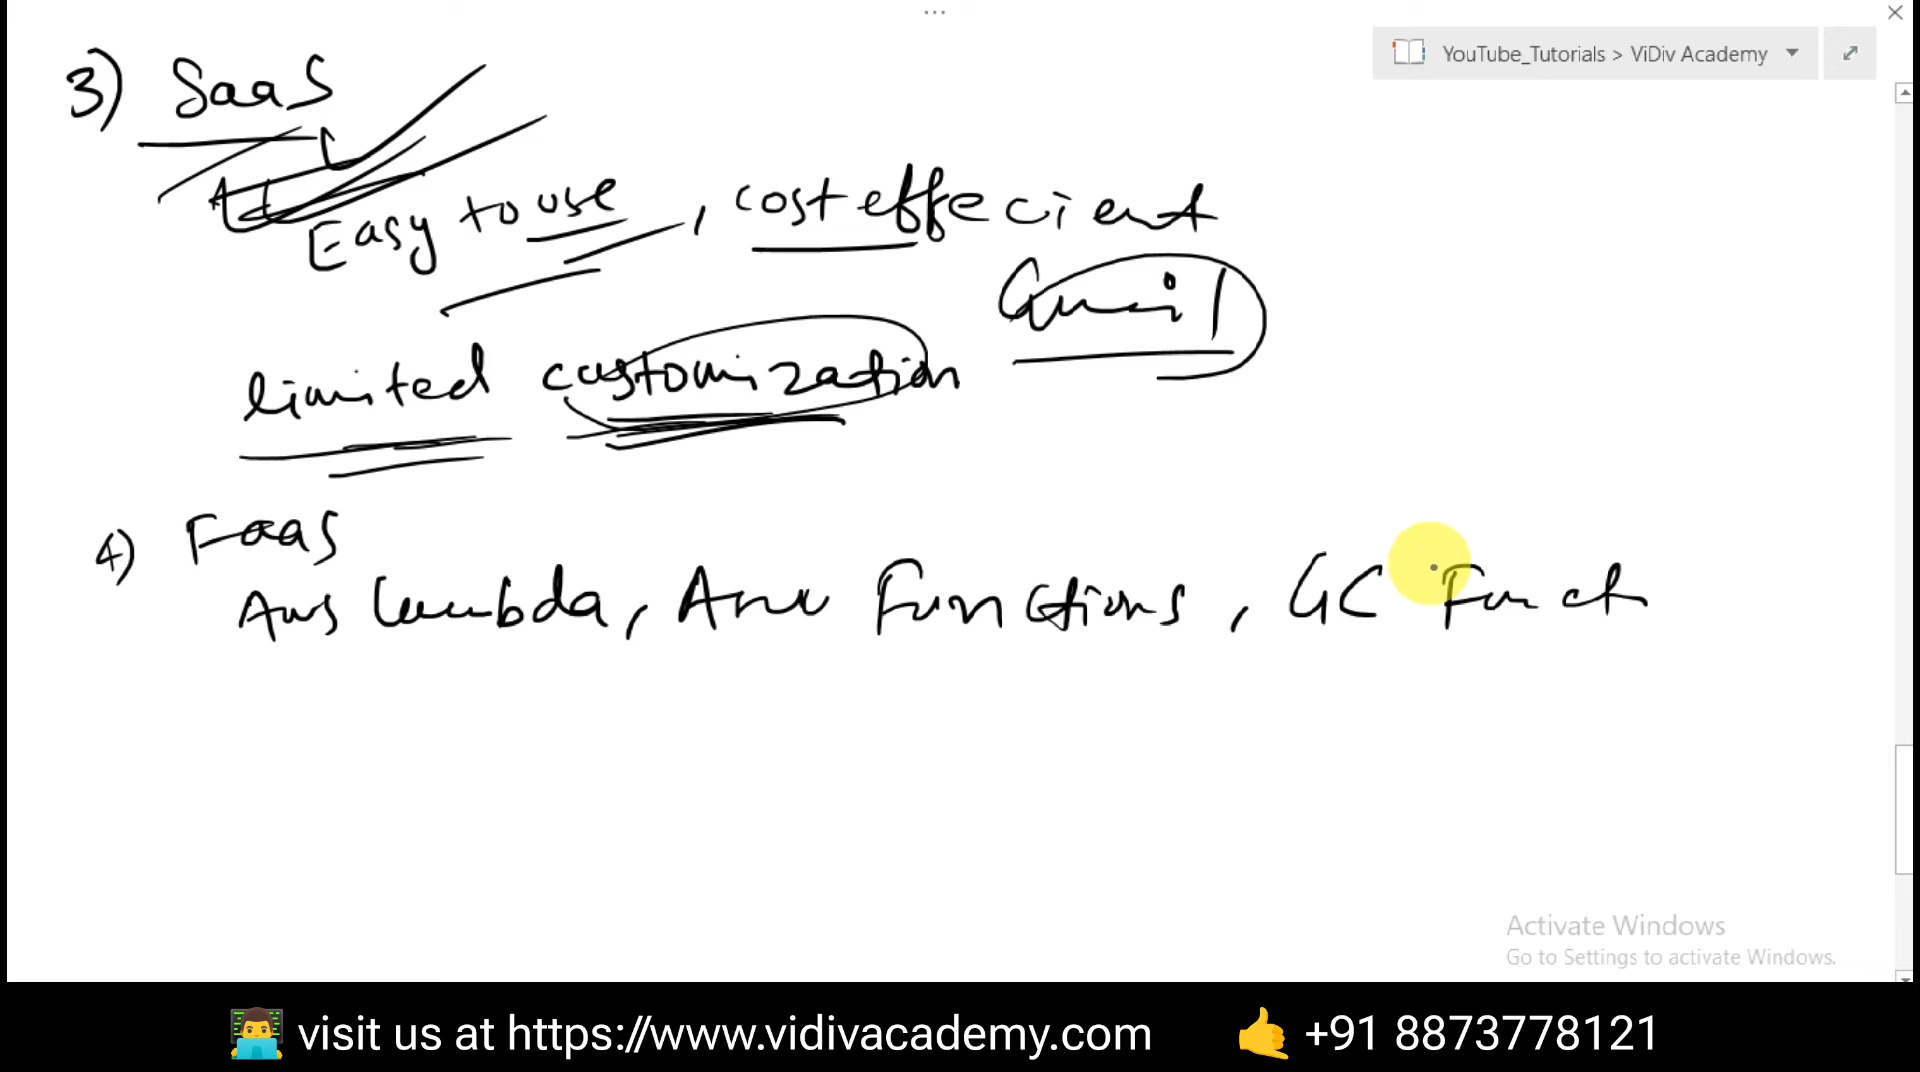 YouTube_Tutorials > ViDiv Academy
3) SaaS
Easy to use, cost effecient
Gmail
limited customization
4) FaaS
Aws lambda, Functions, GC Funct
Activate Windows
Go to Settings to activate Windows.
visit us at https://www.vidivacademy.com +91 8873778121